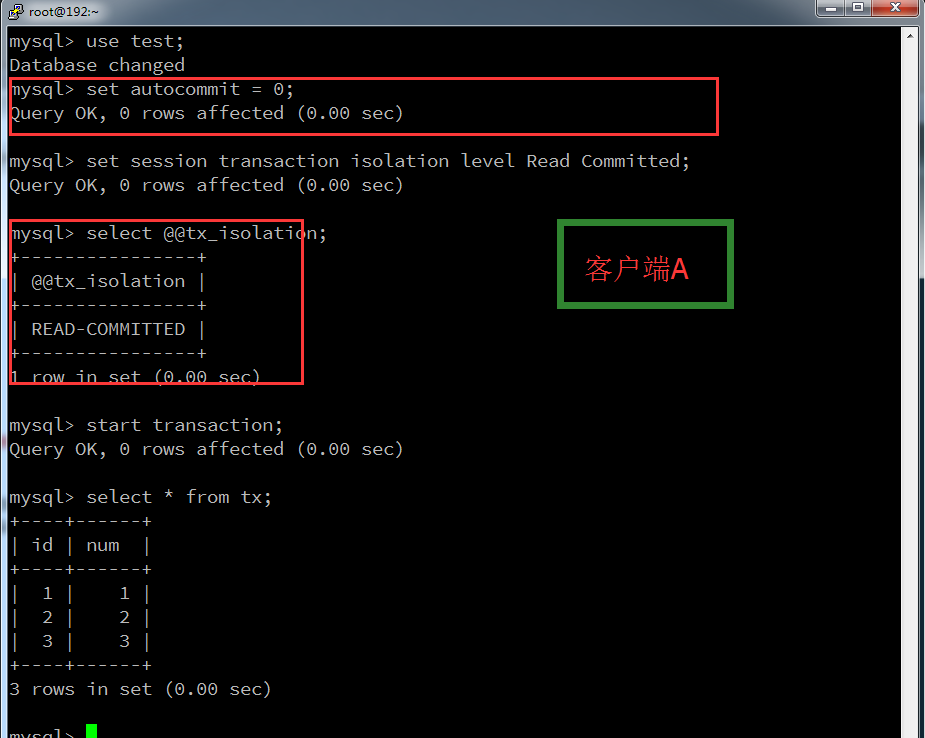 root@192:~
mysql> use test;
Database changed
mysql> set autocommit = 0;
Query OK, 0 rows affected (0.00 sec)
mysql> set session transaction isolation level Read Committed;
Query OK, 0 rows affected (0.00 sec)
mysql> select @@tx_isolation;
+----------------+
| @@tx_isolation |
+----------------+
| READ-COMMITTED |
+----------------+
1 row in set (0.00 sec)
客户端A
mysql> start transaction;
Query OK, 0 rows affected (0.00 sec)
mysql> select * from tx;
+----+------+
| id | num  |
+----+------+
|  1 |    1 |
|  2 |    2 |
|  3 |    3 |
+----+------+
3 rows in set (0.00 sec)
mysql>